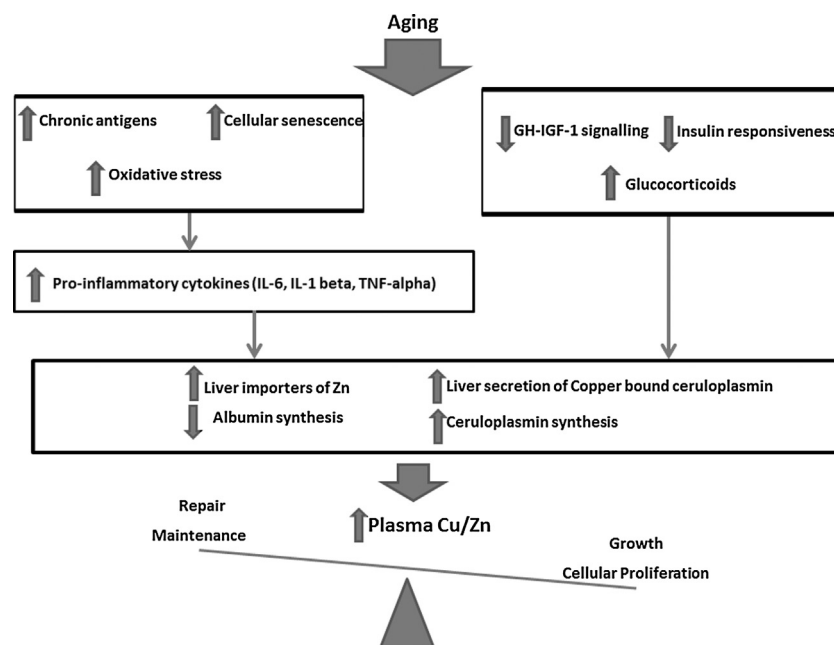 Aging
Chronic antigens
Cellular senescence
Oxidative stress
GH-IGF-1 signalling
Insulin responsiveness
Glucocorticoids
Pro-inflammatory cytokines (IL-6, IL-1 beta, TNF-alpha)
Liver importers of Zn
Albumin synthesis
Liver secretion of Copper bound ceruloplasmin
Ceruloplasmin synthesis
Plasma Cu/Zn
Repair
Maintenance
Growth
Cellular Proliferation